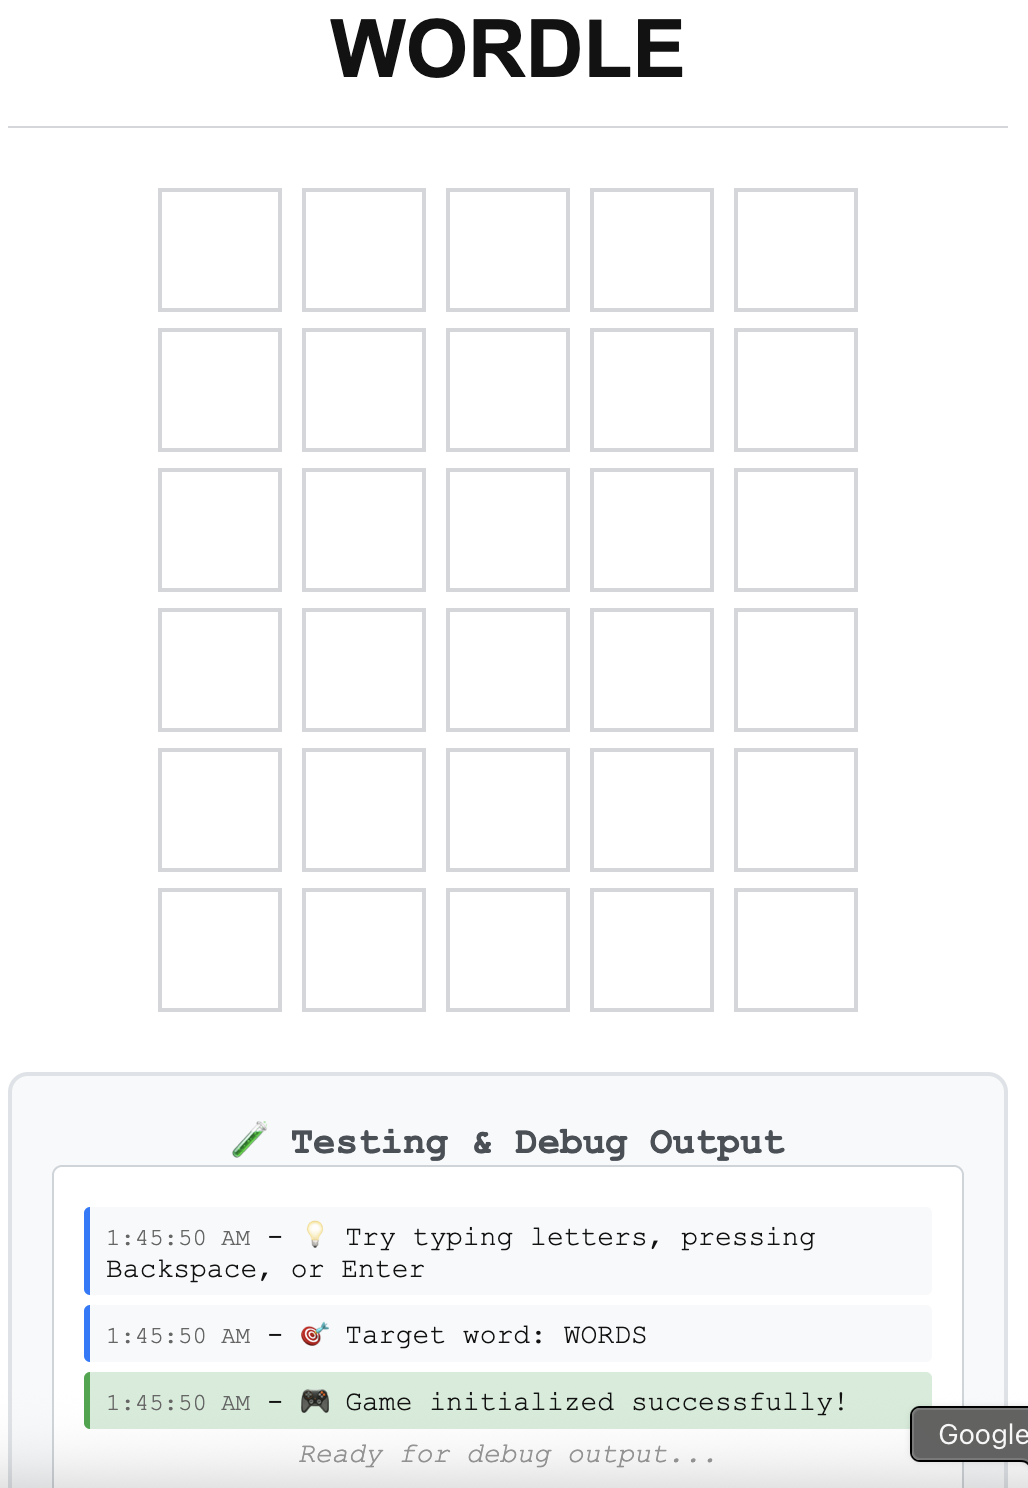 WORDLE
🧪 Testing & Debug Output
1:45:50 AM - 💡 Try typing letters, pressing
Backspace, or Enter
1:45:50 AM - 🎯 Target word: WORDS
1:45:50 AM - 🎮 Game initialized successfully!
Google
Ready for debug output...